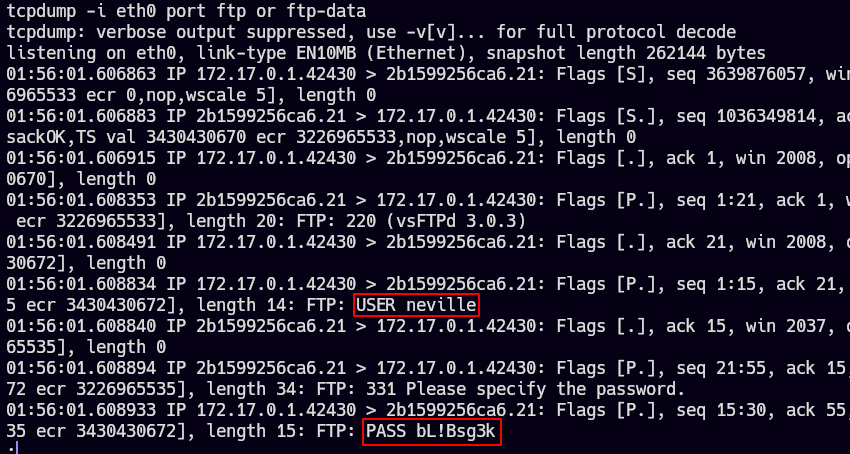 tcpdump -i eth0 port ftp or ftp-data
tcpdump: verbose output suppressed, use -v[v]... for full protocol decode
listening on eth0, link-type EN10MB (Ethernet), snapshot length 262144 bytes
01:56:01.606863 IP 172.17.0.1.42430 > 2b1599256ca6.21: Flags [S], seq 3639876057, win
6965533 ecr 0,nop,wscale 5], length 0
01:56:01.606883 IP 2b1599256ca6.21 > 172.17.0.1.42430: Flags [S.], seq 1036349814, ac
sackOK,TS val 3430430670 ecr 3226965533,nop,wscale 5], length 0
01:56:01.606915 IP 172.17.0.1.42430 > 2b1599256ca6.21: Flags [.], ack 1, win 2008, op
0670], length 0
01:56:01.608353 IP 2b1599256ca6.21 > 172.17.0.1.42430: Flags [P.], seq 1:21, ack 1, w
ecr 3226965533], length 20: FTP: 220 (vsFTPd 3.0.3)
01:56:01.608491 IP 172.17.0.1.42430 > 2b1599256ca6.21: Flags [.], ack 21, win 2008, o
30672], length 0
01:56:01.608834 IP 172.17.0.1.42430 > 2b1599256ca6.21: Flags [P.], seq 1:15, ack 21,
5 ecr 3430430672], length 14: FTP: USER neville
01:56:01.608840 IP 2b1599256ca6.21 > 172.17.0.1.42430: Flags [.], ack 15, win 2037, o
65535], length 0
01:56:01.608894 IP 2b1599256ca6.21 > 172.17.0.1.42430: Flags [P.], seq 21:55, ack 15,
72 ecr 3226965535], length 34: FTP: 331 Please specify the password.
01:56:01.608933 IP 172.17.0.1.42430 > 2b1599256ca6.21: Flags [P.], seq 15:30, ack 55,
35 ecr 3430430672], length 15: FTP: PASS bL!Bsg3k